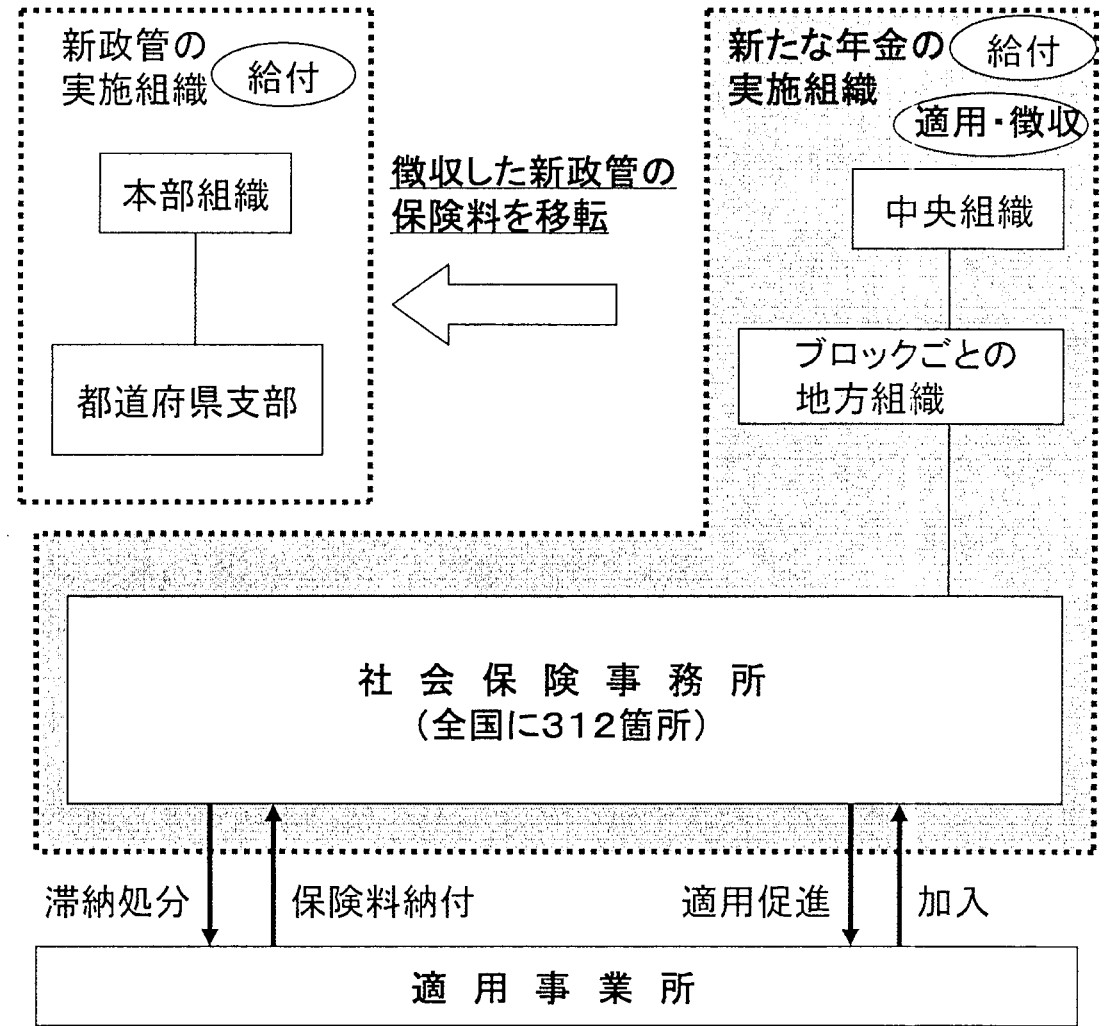 新政管の
実施組織
給付
本部組織
都道府県支部
徴収した新政管の
保険料を移転
新たな年金の
実施組織
給付
適用・徴収
中央組織
ブロックごとの
地方組織
社会保険事務所
(全国に312箇所)
滞納処分
保険料納付
適用促進
加入
適用事業所